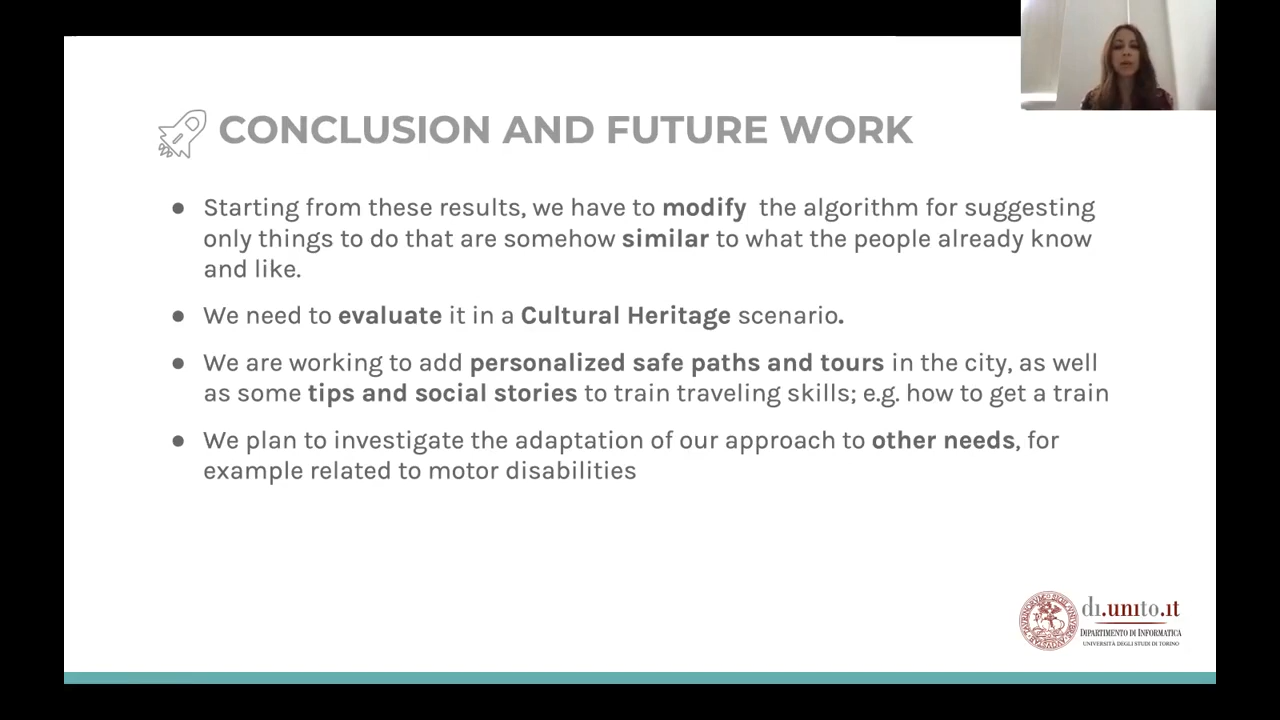 CONCLUSION AND FUTURE WORK
● Starting from these results, we have to modify the algorithm for suggesting
only things to do that are somehow similar to what the people already know
and like.
● We need to evaluate it in a Cultural Heritage scenario.
● We are working to add personalized safe paths and tours in the city, as well
as some tips and social stories to train traveling skills; e.g. how to get a train
● We plan to investigate the adaptation of our approach to other needs, for
example related to motor disabilities
di.unito.it
DIPARTIMENTO DI INFORMATICA
UNIVERSITÀ DEGLI STUDI DI TORINO